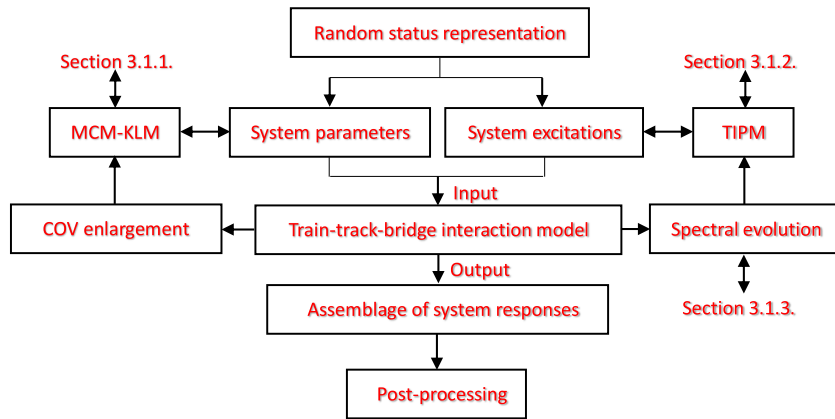 Random status representation
Section 3.1.1.
Section 3.1.2.
MCM-KLM
System parameters
System excitations
TIPM
Input
COV enlargement
Train-track-bridge interaction model
Spectral evolution
Output
Assemblage of system responses
Section 3.1.3.
Post-processing